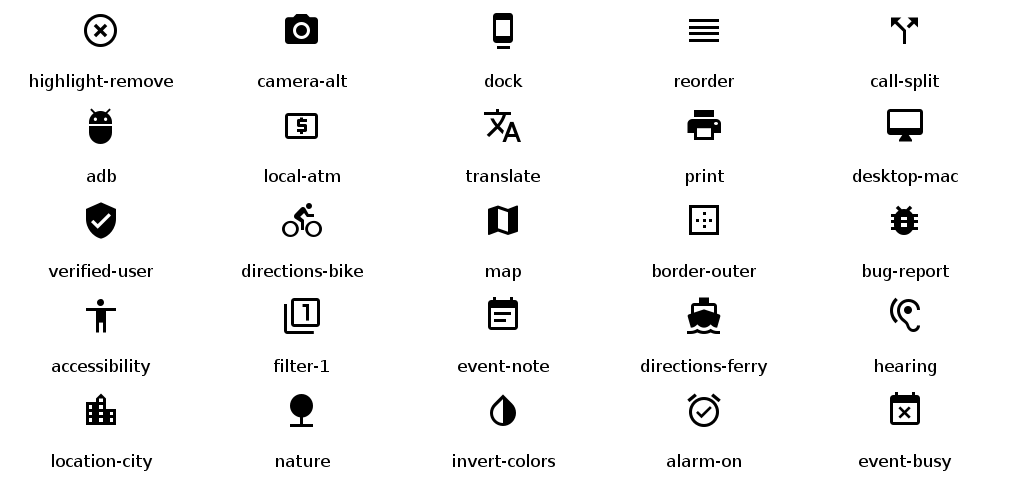 highlight-remove camera-alt dock reorder call-split
adb local-atm translate print desktop-mac
verified-user directions-bike map border-outer bug-report
accessibility filter-1 event-note directions-ferry hearing
location-city nature invert-colors alarm-on event-busy